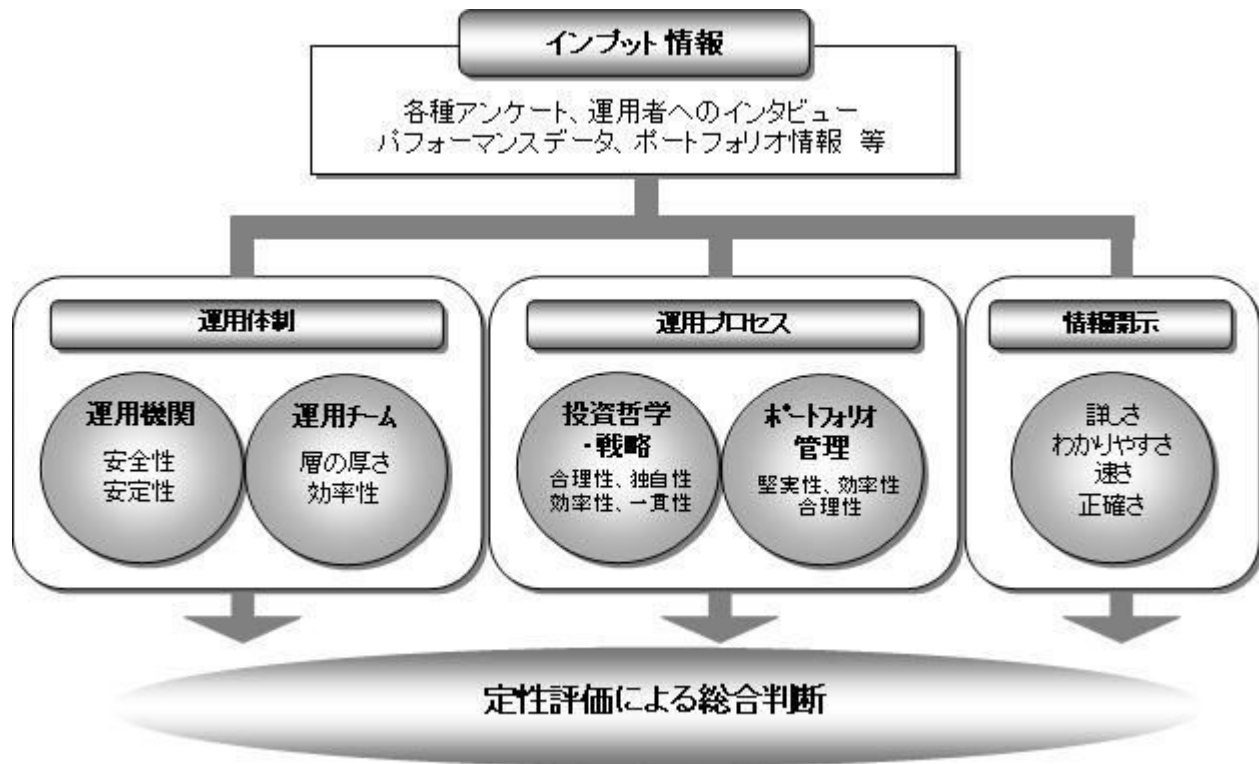 インプット情報
各種アンケート、運用者へのインタビュー
パフォーマンスデータ、ポートフォリオ情報 等
運用体制
運用機関
安全性
安定性
運用チーム
層の厚さ
効率性
運用プロセス
投資哲学
・戦略
合理性、独自性
効率性、一貫性
ポートフォリオ
管理
堅実性、効率性
合理性
情報開示
詳しさ
わかりやすさ
速さ
正確さ
定性評価による総合判断